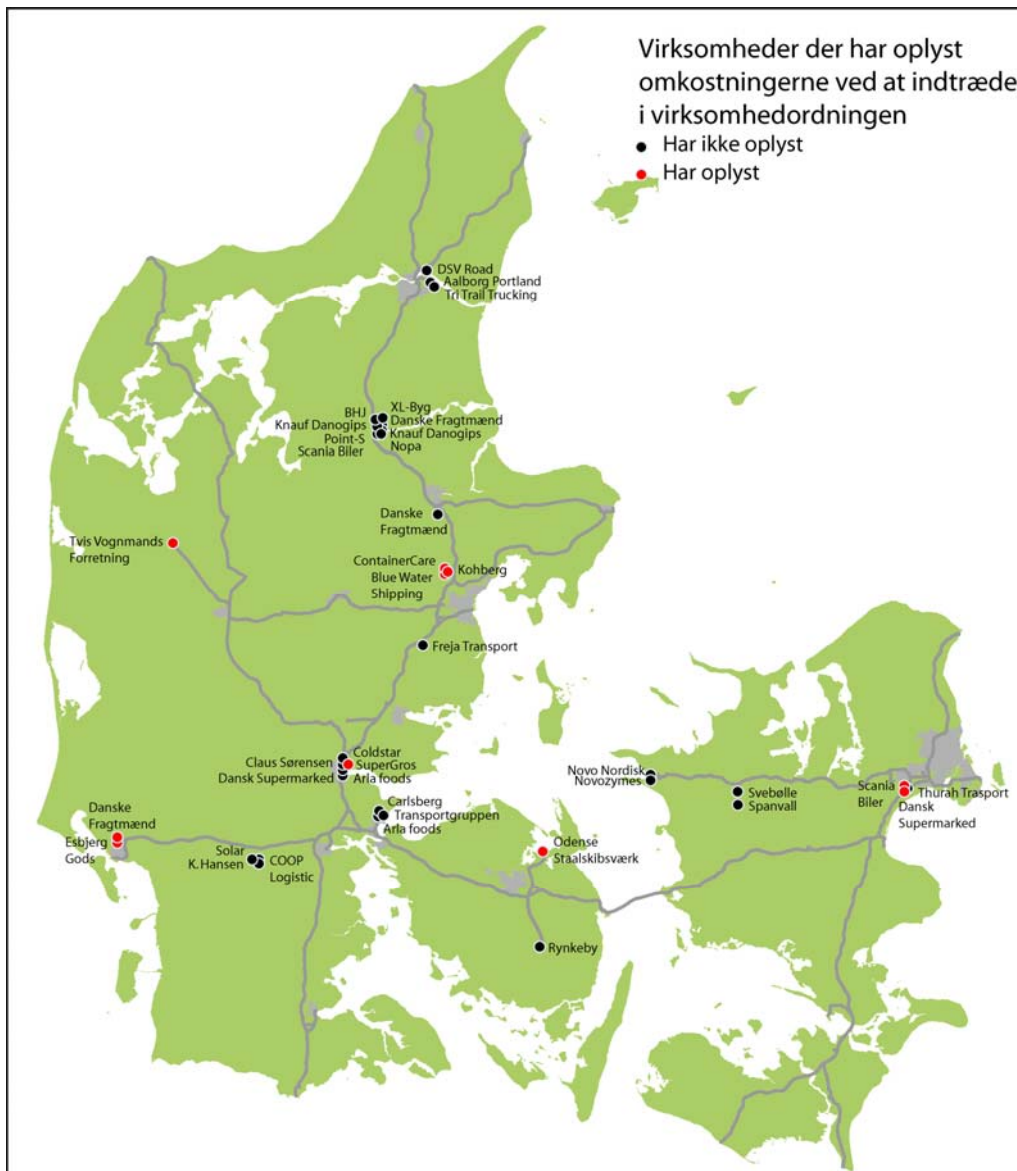 Virksomheder der har oplyst
omkostningerne ved at indtræde
i virksomhedordningen
Har ikke oplyst
Har oplyst
DSV Road
Aalborg Portland
Tri Trail Trucking
BHJ
Knauf Danogips
Point-S
Scania Biler
XL-Byg
Danske Fragtmænd
Knauf Danogips
Nopa
Danske
Fragtmænd
Tvis Vognmands
Forretning
ContainerCare
Blue Water
Shipping
Kohberg
Freja Transport
Claus Sørensen
Dansk Supermarked
Coldstar
SuperGros
Arla foods
Novo Nordisk
Novozymes
Svebølle
Spanvall
Scania
Biler
Thurah Trasport
Dansk
Supermarked
Danske
Fragtmænd
Esbjerg
Gods
Carlsberg
Transportgruppen
Arla foods
Solar
K. Hansen
COOP
Logistic
Odense
Staalskibsværk
Rynkeby